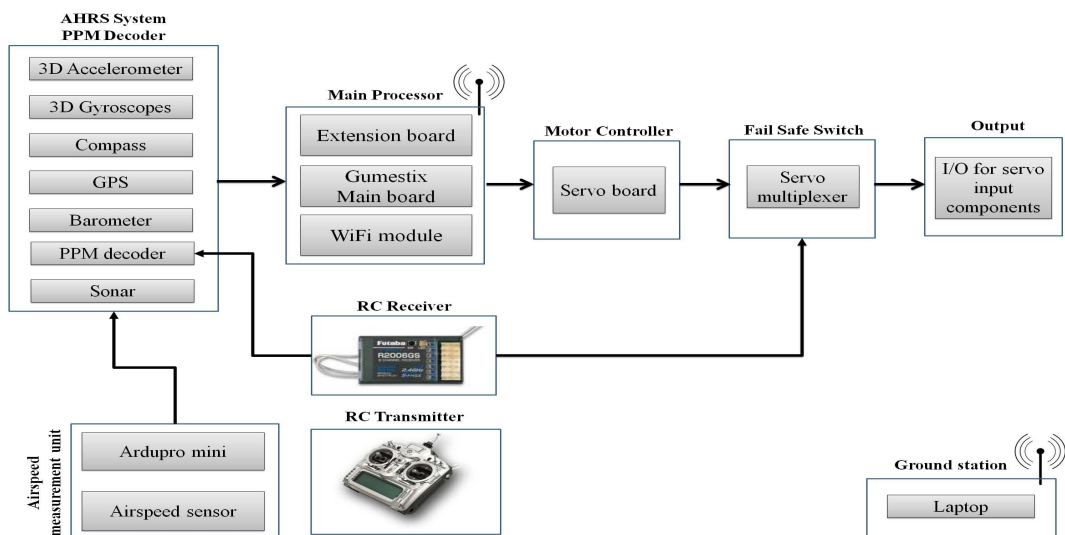 AHRS System
PPM Decoder
3D Accelerometer
3D Gyroscopes
Compass
GPS
Barometer
PPM decoder
Sonar
Main Processor
Extension board
Gumestix
Main board
WiFi module
Motor Controller
Servo board
Fail Safe Switch
Servo
multiplexer
Output
I/O for servo
input
components
RC Receiver
Futaba
R2006GS
2.4GHz
RC Transmitter
Airspeed
measurement unit
Ardupro mini
Airspeed sensor
Ground station
Laptop